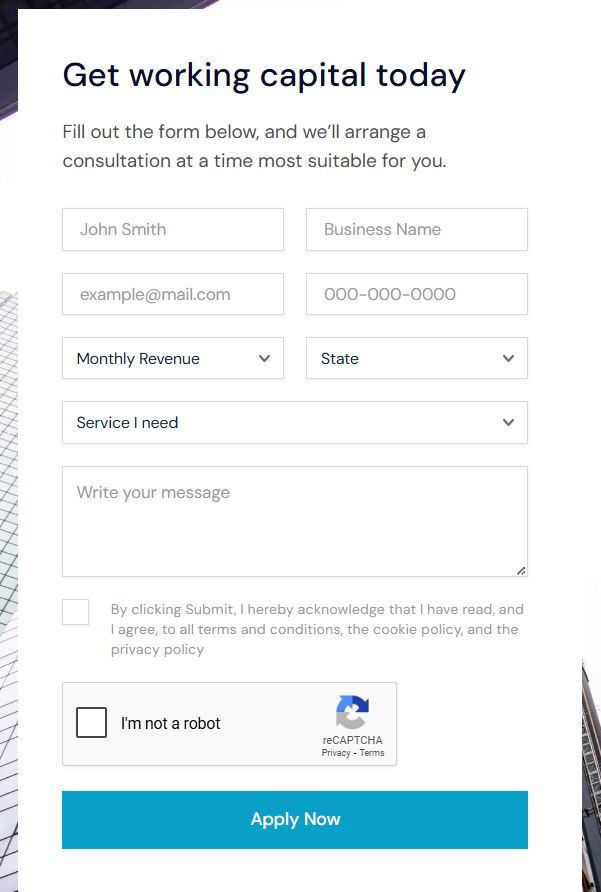 Get working capital today
Fill out the form below, and we’ll arrange a
consultation at a time most suitable for you.
John Smith
Business Name
example@mail.com
000-000-0000
Monthly Revenue
State
Service I need
Write your message
By clicking Submit, I hereby acknowledge that I have read, and
I agree, to all terms and conditions, the cookie policy, and the
privacy policy
I'm not a robot
reCAPTCHA
Privacy - Terms
Apply Now